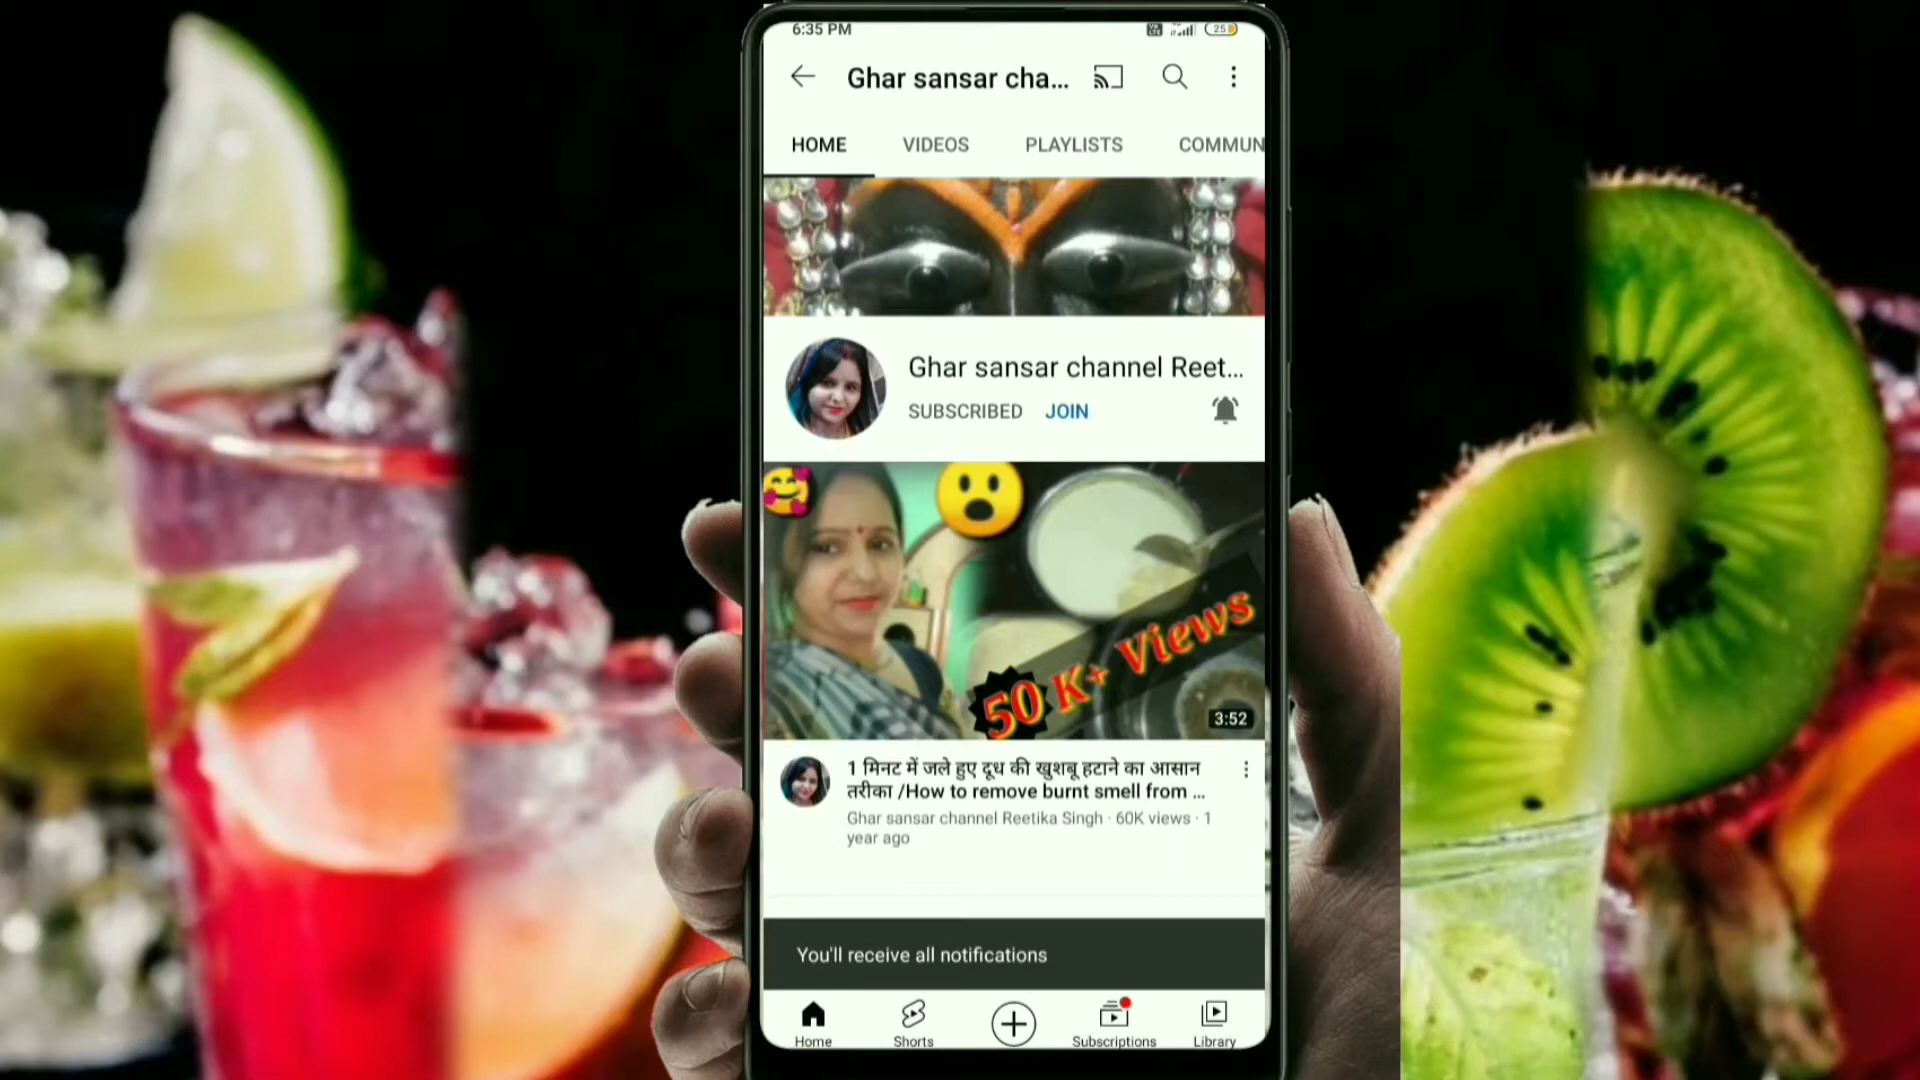 6:35 PM
25
Ghar sansar cha...
HOME VIDEOS PLAYLISTS COMMUN
Ghar sansar channel Reet...
SUBSCRIBED JOIN
50 K+ Views
3:52
1 मिनट में जले हुए दूध की खुशबू हटाने का आसान
तरीका /How to remove burnt smell from ...
Ghar sansar channel Reetika Singh · 60K views · 1
year ago
You'll receive all notifications
Home Shorts Subscriptions Library